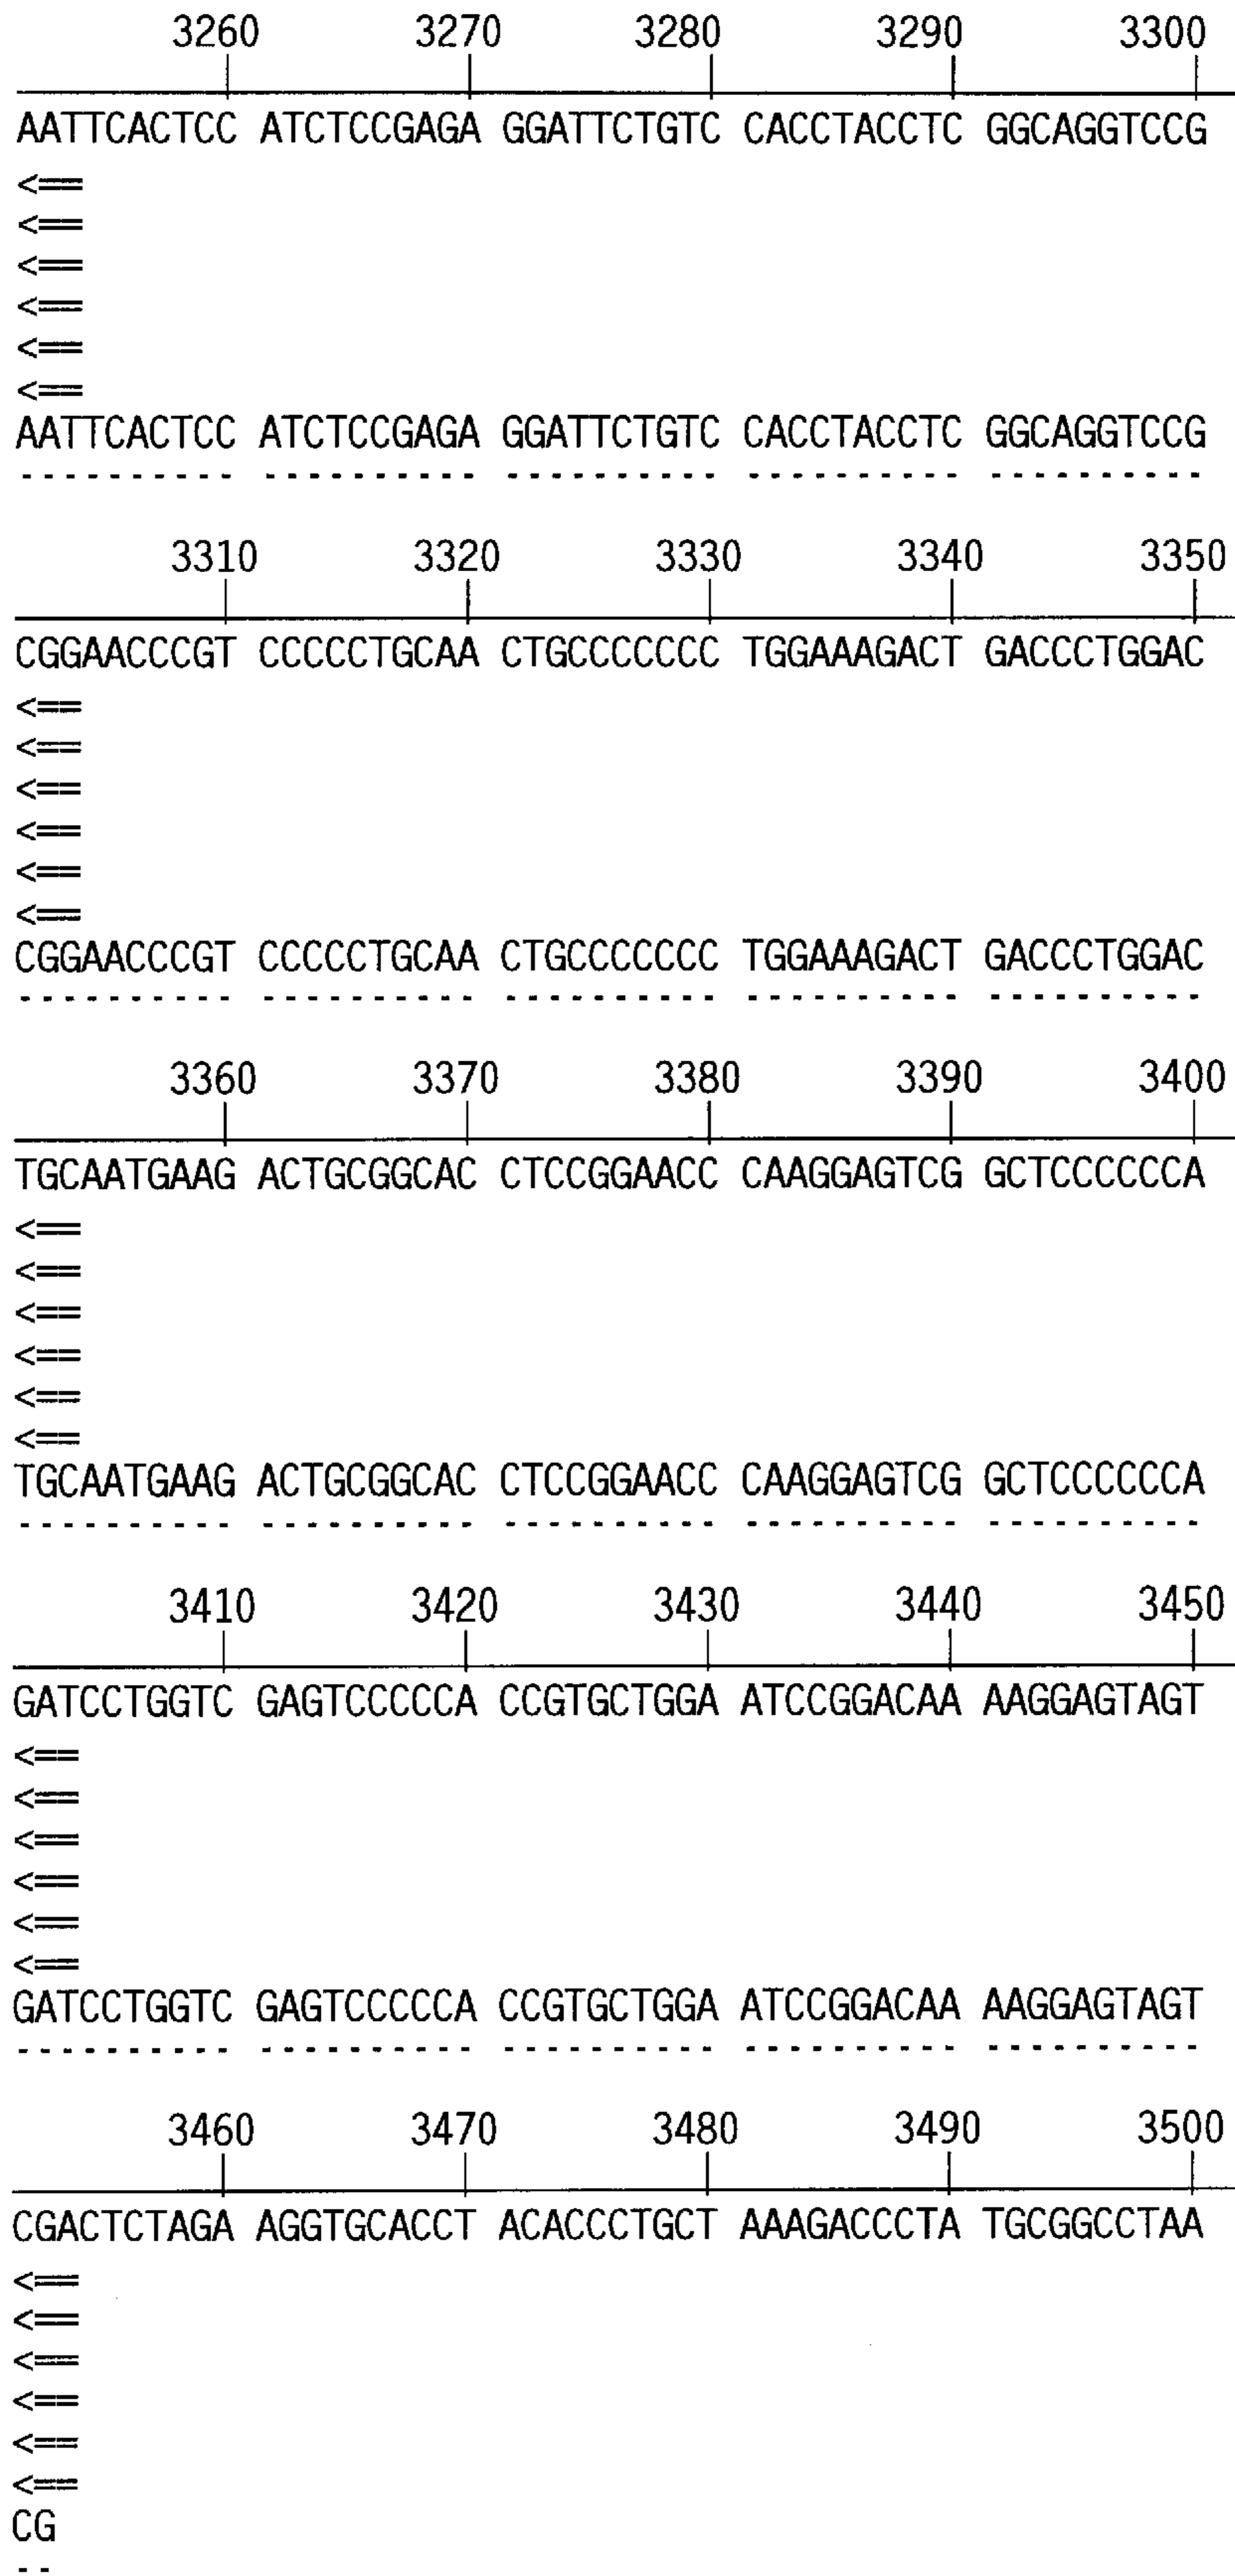 3260 3270 3280 3290 3300
AATTCACTCC ATCTCCGAGA GGATTCTGTC CACCTACCTC GGCAGGTCCG
<==
<==
<==
<==
<==
<==
AATTCACTCC ATCTCCGAGA GGATTCTGTC CACCTACCTC GGCAGGTCCG
- - - - - - - - - - - - - - - - - - - - - - - - - - - - - - - - - - - - - - - - - - - - - - - - - -
3310 3320 3330 3340 3350
CGGAACCCGT CCCCCTGCAA CTGCCCCCCC TGGAAAGACT GACCCTGGAC
<==
<==
<==
<==
<==
<==
CGGAACCCGT CCCCCTGCAA CTGCCCCCCC TGGAAAGACT GACCCTGGAC
- - - - - - - - - - - - - - - - - - - - - - - - - - - - - - - - - - - - - - - - - - - - - - - - - -
3360 3370 3380 3390 3400
TGCAATGAAG ACTGCGGCAC CTCCGGAACC CAAGGAGTCG GCTCCCCCCA
<==
<==
<==
<==
<==
<==
TGCAATGAAG ACTGCGGCAC CTCCGGAACC CAAGGAGTCG GCTCCCCCCA
- - - - - - - - - - - - - - - - - - - - - - - - - - - - - - - - - - - - - - - - - - - - - - - - - -
3410 3420 3430 3440 3450
GATCCTGGTC GAGTCCCCCA CCGTGCTGGA ATCCGGACAA AAGGAGTAGT
<==
<==
<==
<==
<==
<==
GATCCTGGTC GAGTCCCCCA CCGTGCTGGA ATCCGGACAA AAGGAGTAGT
- - - - - - - - - - - - - - - - - - - - - - - - - - - - - - - - - - - - - - - - - - - - - - - - - -
3460 3470 3480 3490 3500
CGACTCTAGA AGGTGCACCT ACACCCTGCT AAAGACCCTA TGCGGCCTAA
<==
<==
<==
<==
<==
<==
CG
- -